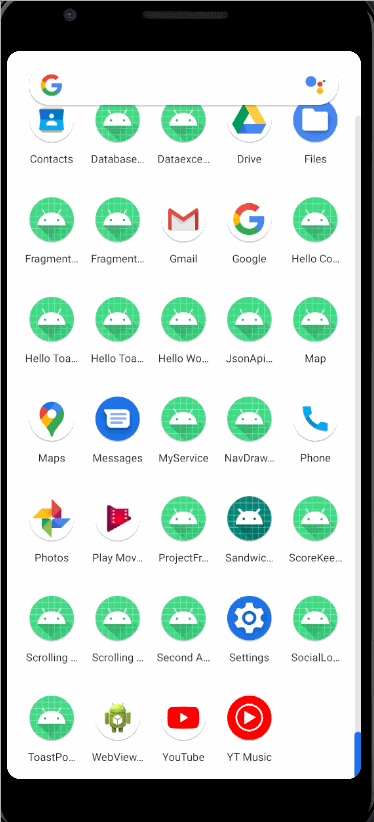 Contacts Database... Dataexce... Drive Files
Fragment... Fragment... Gmail Google Hello Co...
Hello Toa... Hello Toa... Hello Wo... JsonApi... Map
Maps Messages MyService NavDraw... Phone
Photos Play Mov... ProjectFr... Sandwic... ScoreKee...
Scrolling ... Scrolling ... Second A... Settings SocialLo...
ToastPo... WebView... YouTube YT Music